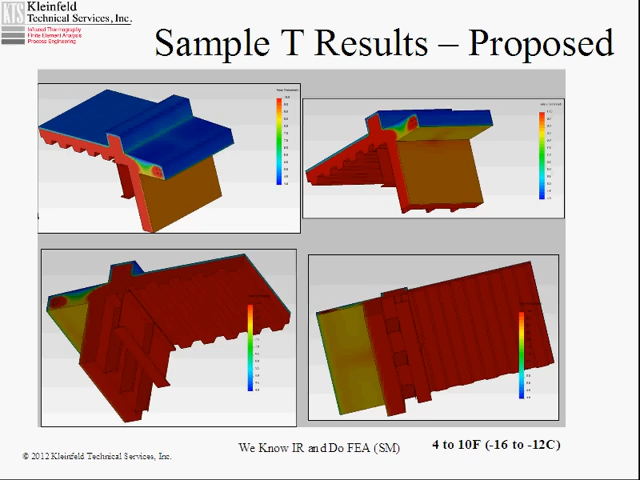 KTS
Kleinfeld
Technical Services, Inc.
Infrared Thermography
Finite Element Analysis
Process Engineering
Sample T Results – Proposed
© 2012 Kleinfeld Technical Services, Inc.
We Know IR and Do FEA (SM)
4 to 10F (-16 to -12C)